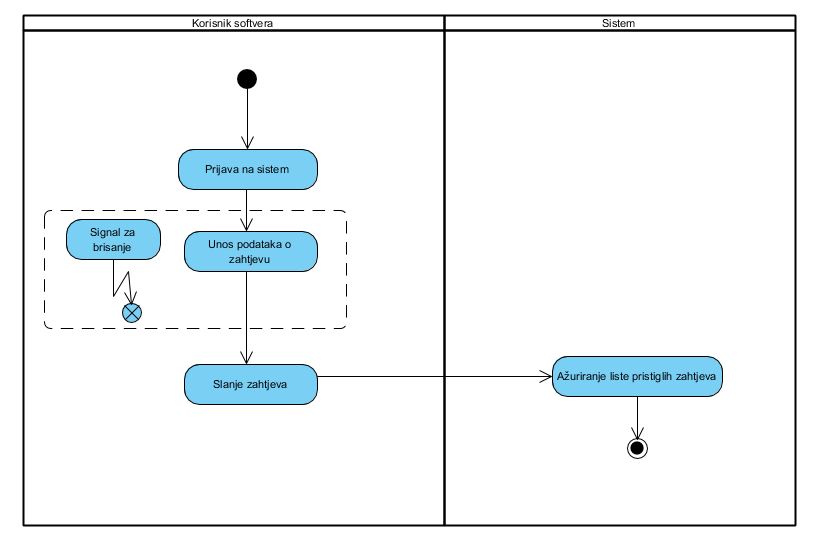 Korisnik softvera
Sistem
Prijava na sistem
Signal za
brisanje
Unos podataka o
zahtjevu
Slanje zahtjeva
Ažuriranje liste pristiglih zahtjeva